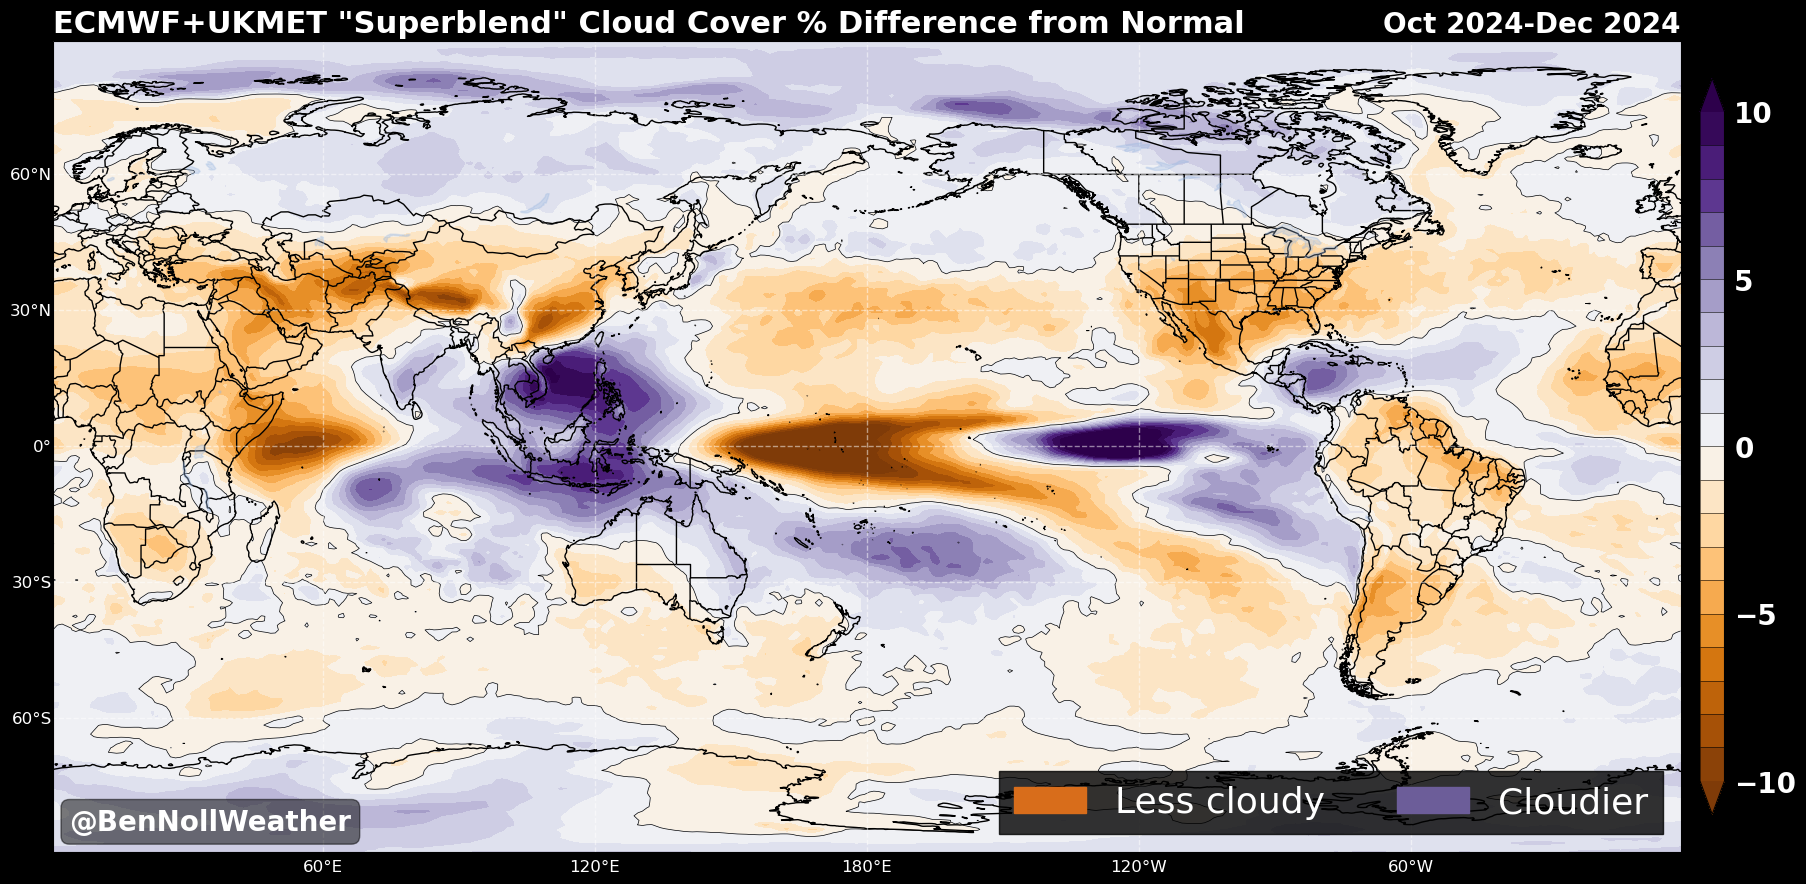 ECMWF+UKMET "Superblend" Cloud Cover % Difference from Normal
Oct 2024-Dec 2024
60°N
30°N
0°
30°S
60°S
60°E
120°E
180°E
120°W
60°W
10
5
0
−5
−10
Less cloudy
Cloudier
@BenNollWeather